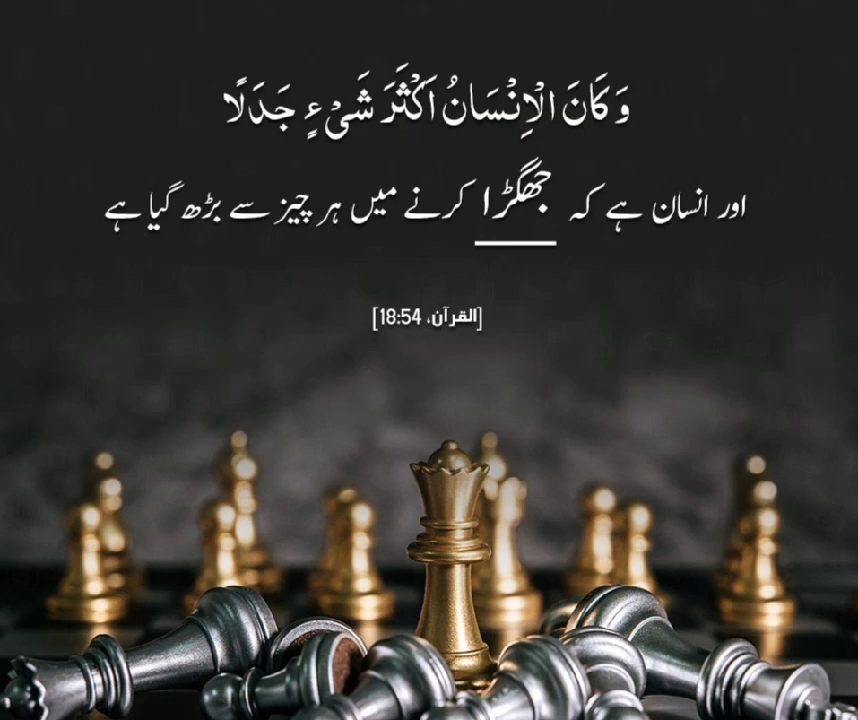 وَ كَانَ الْاِنْسَانُ اَكْثَرَ شَیْءٍ جَدَلًا
اور انسان ہے کہ جھگڑا کرنے میں ہر چیز سے بڑھ گیا ہے
[القرآن، 18:54]